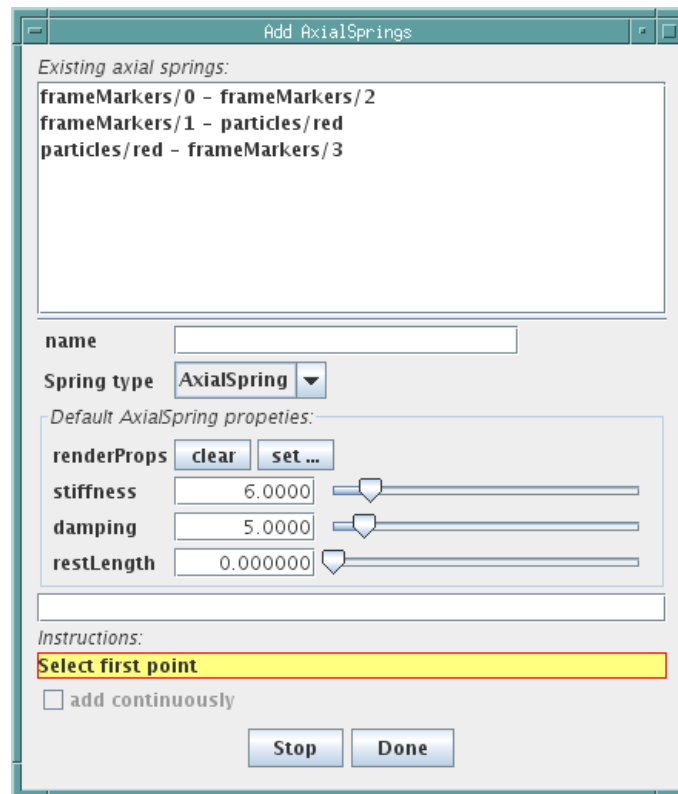 Add AxialSprings
Existing axial springs:
frameMarkers/0 - frameMarkers/2
frameMarkers/1 - particles/red
particles/red - frameMarkers/3
name
Spring type AxialSpring
Default AxialSpring propeties:
renderProps clear set ...
stiffness 6.0000
damping 5.0000
restLength 0.000000
Instructions:
Select first point
add continuously
Stop Done